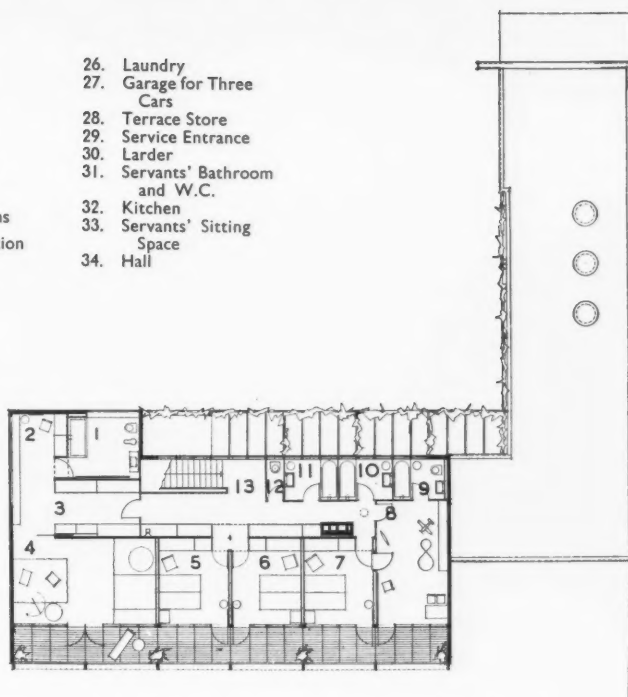 26. Laundry
27. Garage for Three
Cars
28. Terrace Store
29. Service Entrance
30. Larder
31. Servants' Bathroom
and W.C.
32. Kitchen
33. Servants' Sitting
Space
34. Hall
2 1
13 12 11 10 9
3 8
4 5 6 7